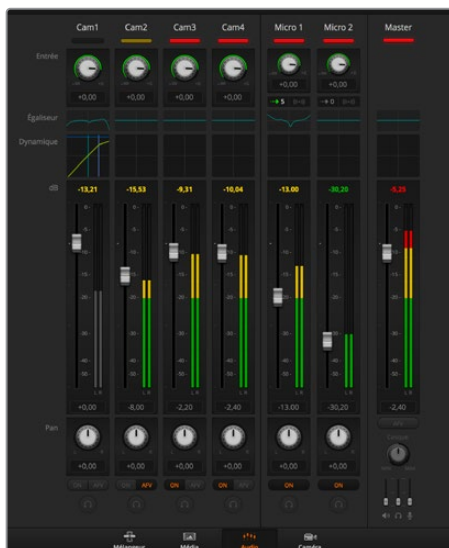 Cam1 Cam2 Cam3 Cam4 Micro 1 Micro 2 Master
Entrée
+0,00 +0,00 +0,00 +0,00 +0,00 +0,00
5 0
Égaliseur
Dynamique
dB -13,21 -15,53 -9,31 -10,04 -13.00 -30,20 -5,25
+0,00 -8,00 -2,20 -2,40 -13.00 -30,20 -2,40
Pan
L R L R L R L R L R L R
+0,00 +0,00 +0,00 +0,00 +0,00 +0,00
ON AFV ON AFV ON AFV ON AFV ON ON
AFV
Mélangeur Média Audio Caméra